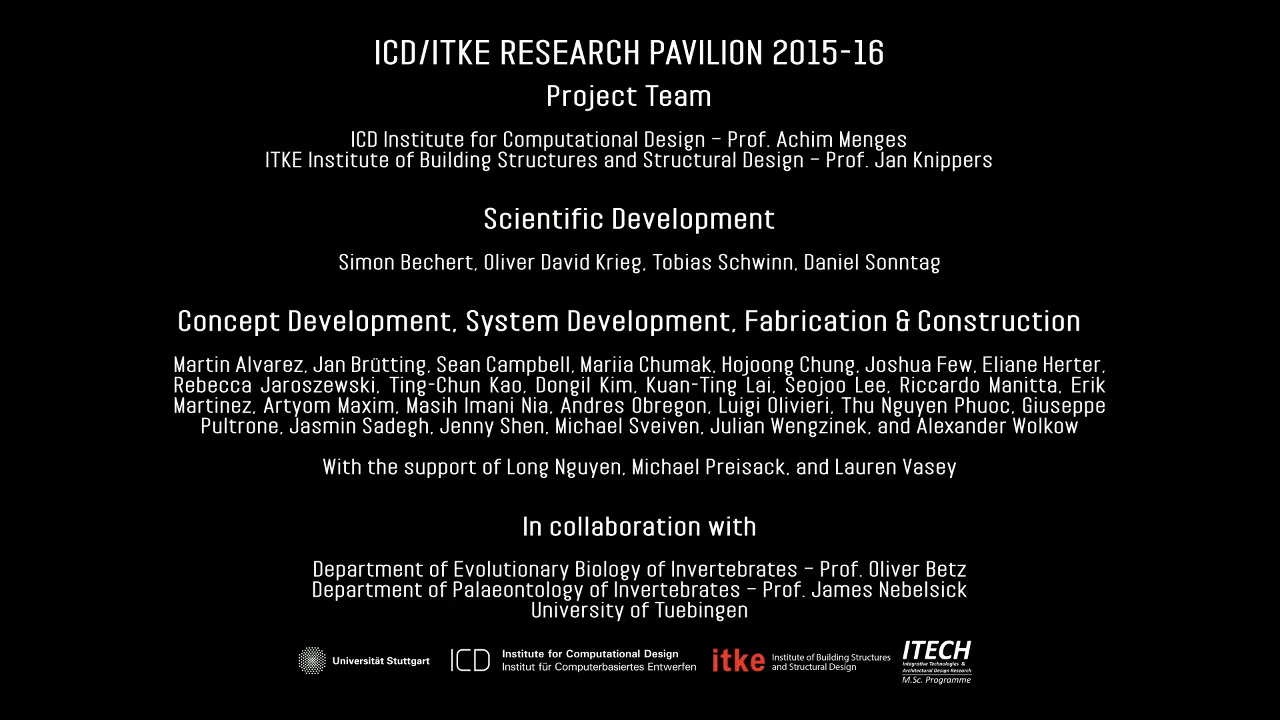 ICD/ITKE RESEARCH PAVILION 2015-16
Project Team
ICD Institute for Computational Design – Prof. Achim Menges
ITKE Institute of Building Structures and Structural Design – Prof. Jan Knippers
Scientific Development
Simon Bechert, Oliver David Krieg, Tobias Schwinn, Daniel Sonntag
Concept Development, System Development, Fabrication & Construction
Martin Alvarez, Jan Brütting, Sean Campbell, Mariia Chumak, Hojoong Chung, Joshua Few, Eliane Herter,
Rebecca Jaroszewski, Ting-Chun Kao, Dongil Kim, Kuan-Ting Lai, Seojoo Lee, Riccardo Manitta, Erik
Martinez, Artyom Maxim, Masih Imani Nia, Andres Obregon, Luigi Olivieri, Thu Nguyen Phuoc, Giuseppe
Pultrone, Jasmin Sadegh, Jenny Shen, Michael Sveiven, Julian Wengzinek, and Alexander Wolkow
With the support of Long Nguyen, Michael Preisack, and Lauren Vasey
In collaboration with
Department of Evolutionary Biology of Invertebrates – Prof. Oliver Betz
Department of Palaeontology of Invertebrates – Prof. James Nebelsick
University of Tuebingen
Universität Stuttgart
ICD
Institute for Computational Design
Institut für Computerbasiertes Entwerfen
itke
Institute of Building Structures
and Structural Design
ITECH
Integrative Technologies &
Architectural Design Research
M.Sc. Programme